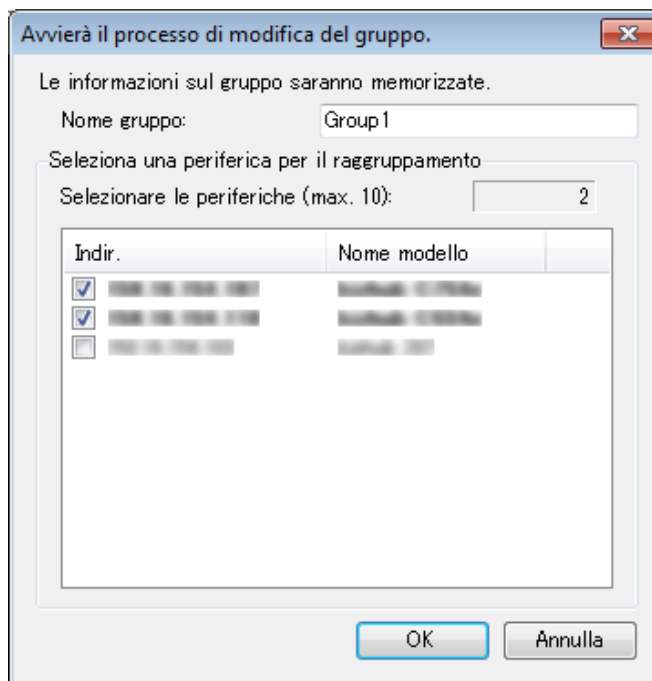 Avvierà il processo di modifica del gruppo.
Le informazioni sul gruppo saranno memorizzate.
Nome gruppo: Group1
Seleziona una periferica per il raggruppamento
Selezionare le periferiche (max. 10): 2
Indir. Nome modello
OK Annulla